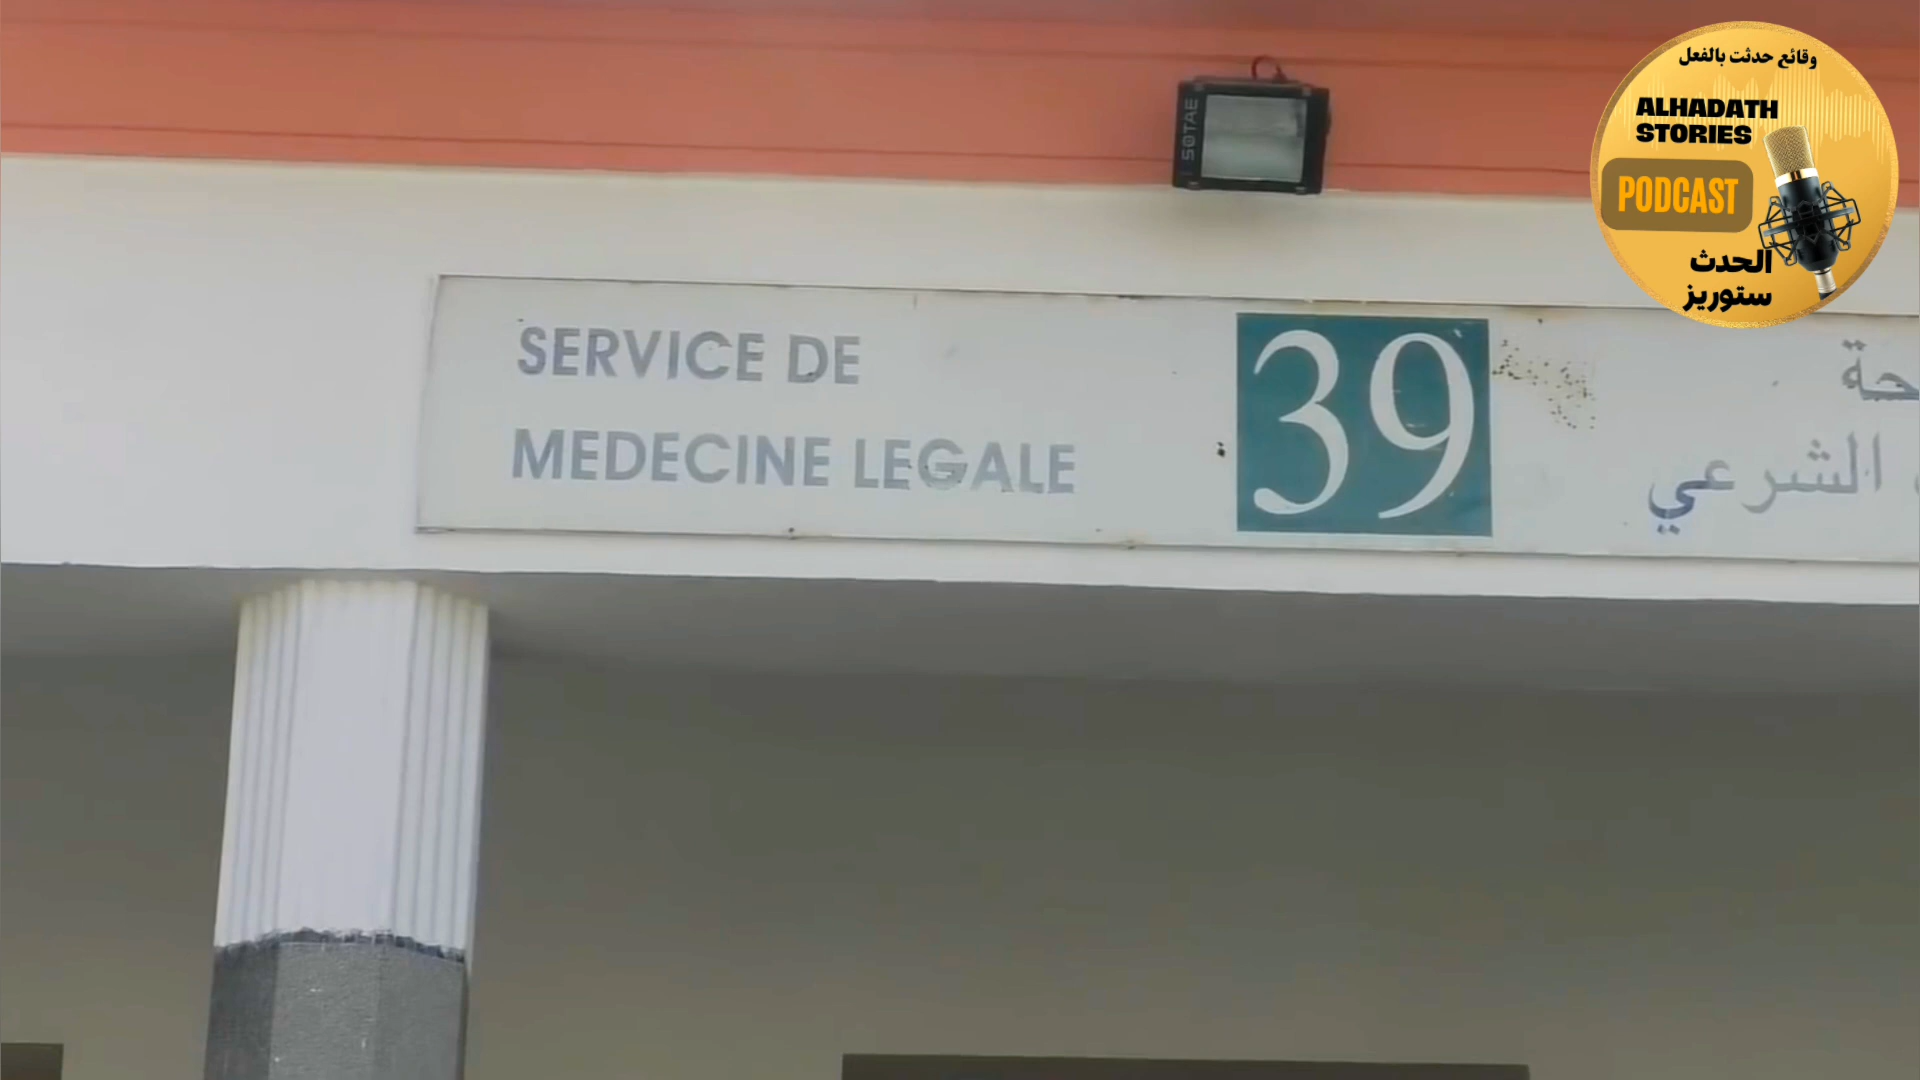 وقائع حدثت بالفعل
ALHADATH
STORIES
PODCAST
الحدث
ستوريز
SOTAE
SERVICE DE
MEDECINE LEGALE
39
الشرعي